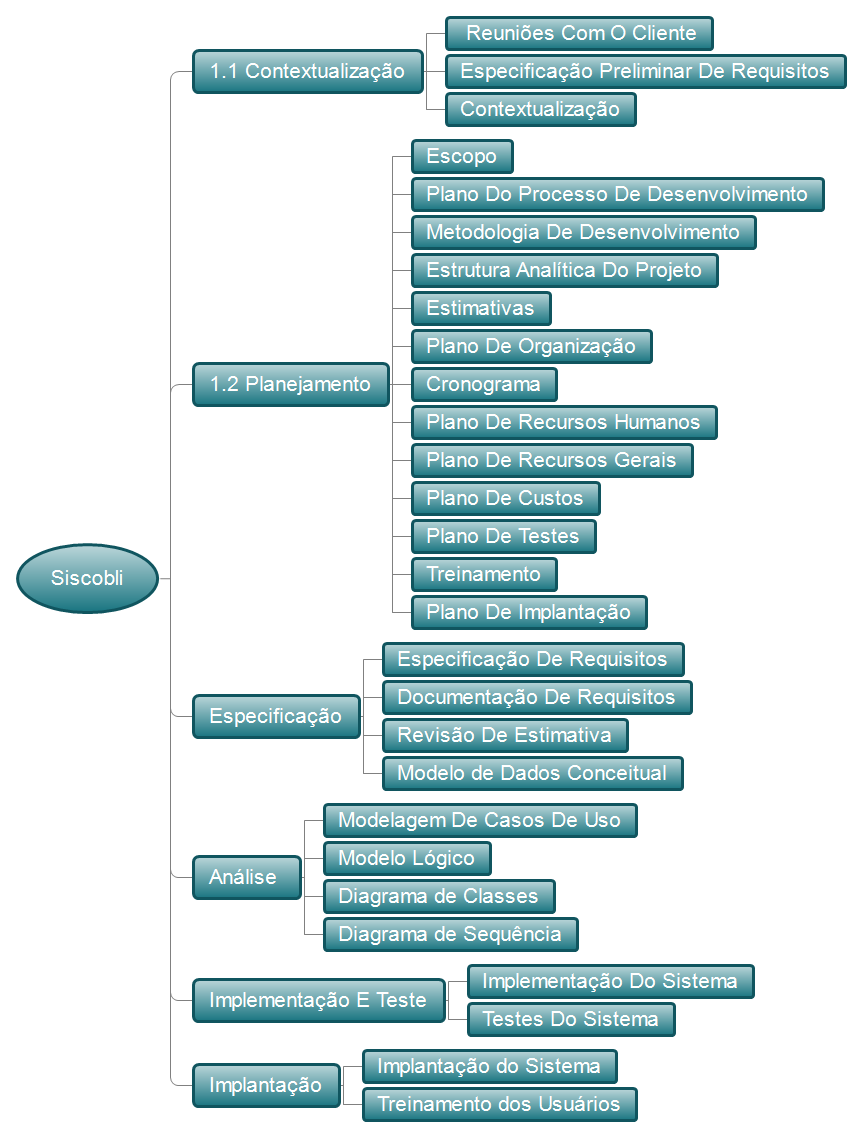 Siscobli
1.1 Contextualização
Reuniões Com O Cliente
Especificação Preliminar De Requisitos
Contextualização
1.2 Planejamento
Escopo
Plano Do Processo De Desenvolvimento
Metodologia De Desenvolvimento
Estrutura Analítica Do Projeto
Estimativas
Plano De Organização
Cronograma
Plano De Recursos Humanos
Plano De Recursos Gerais
Plano De Custos
Plano De Testes
Treinamento
Plano De Implantação
Especificação
Especificação De Requisitos
Documentação De Requisitos
Revisão De Estimativa
Modelo de Dados Conceitual
Análise
Modelagem De Casos De Uso
Modelo Lógico
Diagrama de Classes
Diagrama de Sequência
Implementação E Teste
Implementação Do Sistema
Testes Do Sistema
Implantação
Implantação do Sistema
Treinamento dos Usuários